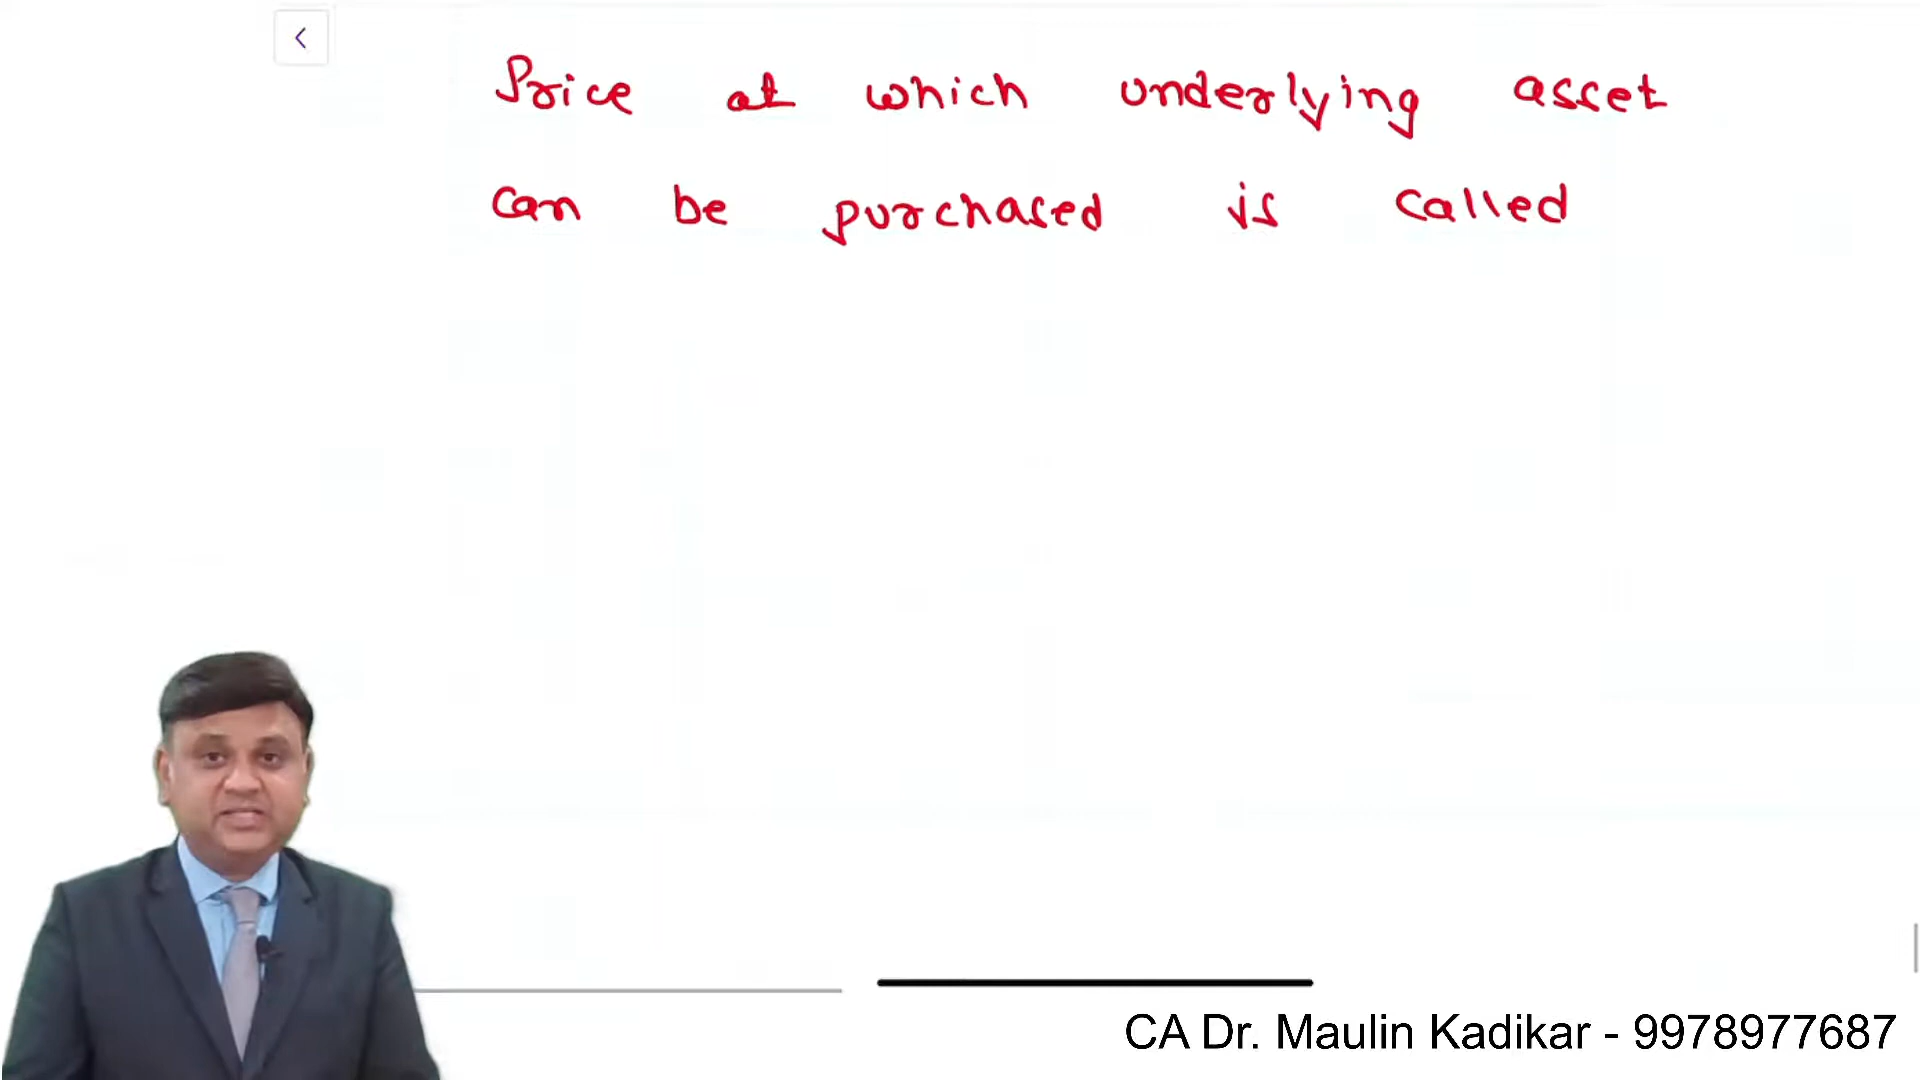 Price at which underlying asset
can be purchased is called
CA Dr. Maulin Kadikar - 9978977687